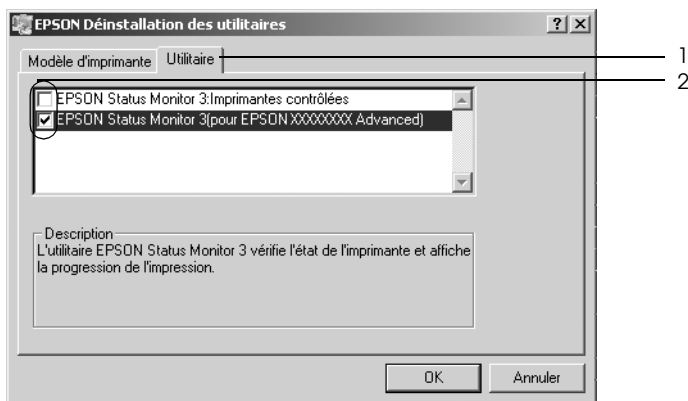 EPSON Déinstallation des utilitaires
Modèle d'imprimante
Utilitaire
1
2
EPSON Status Monitor 3:Imprimantes contrôlées
EPSON Status Monitor 3(pour EPSON XXXXXXXX Advanced)
Description
L'utilitaire EPSON Status Monitor 3 vérifie l'état de l'imprimante et affiche
la progression de l'impression.
OK
Annuler